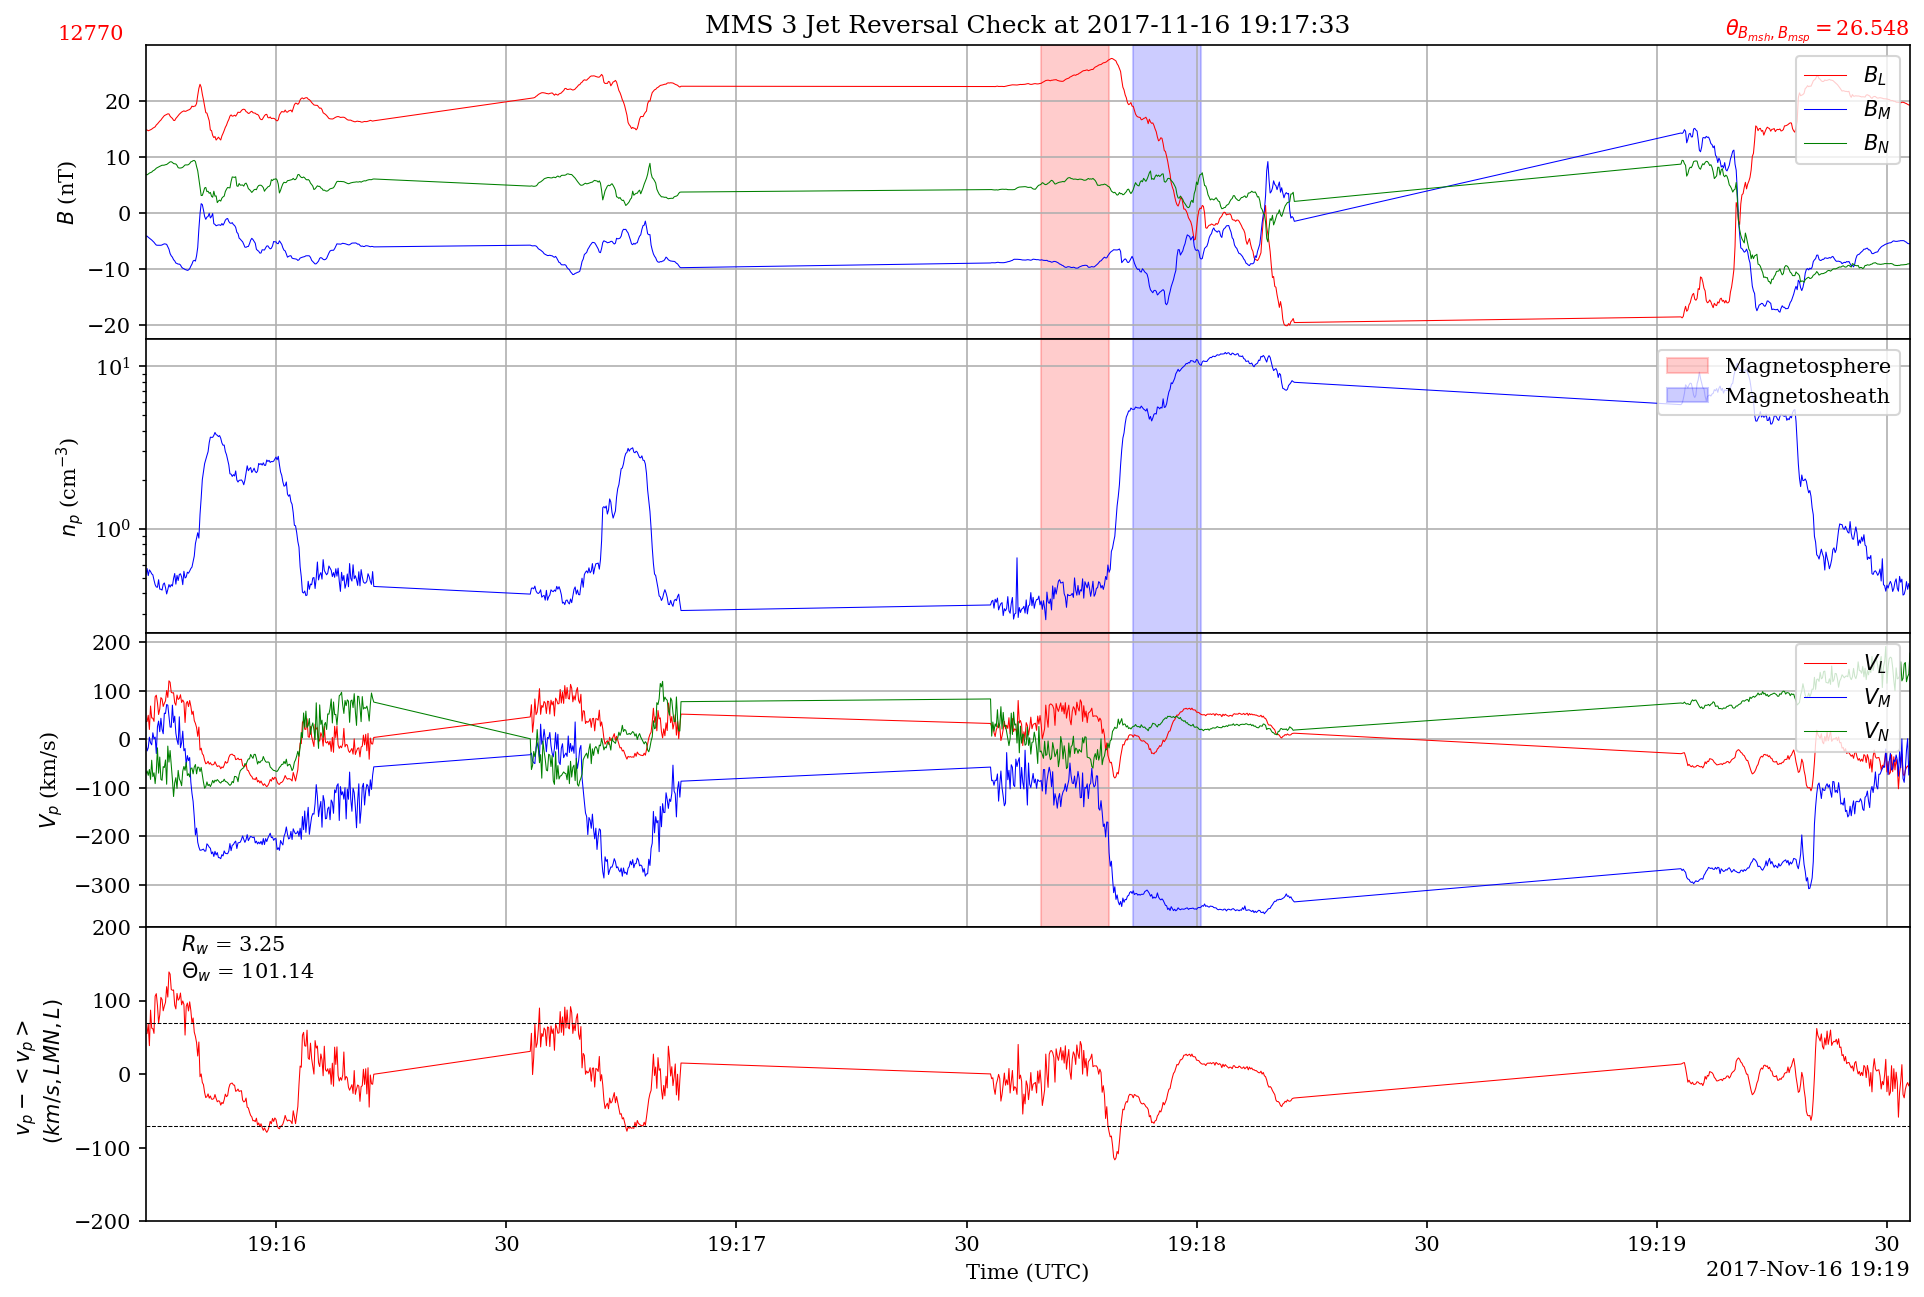 MMS 3 Jet Reversal Check at 2017-11-16 19:17:33
12770
θ_{B_{msh}, B_{msp}} = 26.548
B (nT)
20
10
0
−10
−20
B_L
B_M
B_N
n_p (cm^{−3})
10^1
10^0
Magnetosphere
Magnetosheath
V_p (km/s)
200
100
0
−100
−200
−300
V_L
V_M
V_N
v_p − < v_p >
(km/s, LMN, L)
200
100
0
−100
−200
R_w = 3.25
Θ_w = 101.14
19:16
30
19:17
30
19:18
30
19:19
30
Time (UTC)
2017-Nov-16 19:19